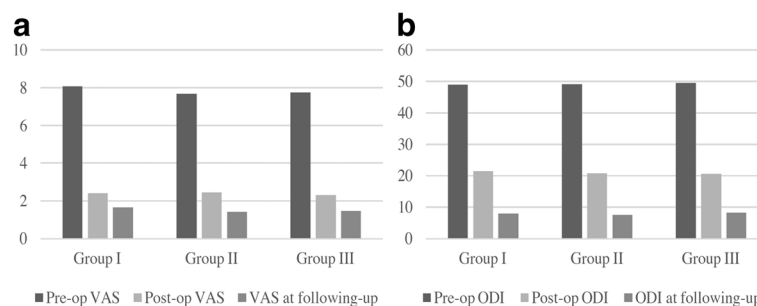 a
10
8
6
4
2
0
Group I Group II Group III
Pre-op VAS Post-op VAS VAS at following-up
b
60
50
40
30
20
10
0
Group I Group II Group III
Pre-op ODI Post-op ODI ODI at following-up